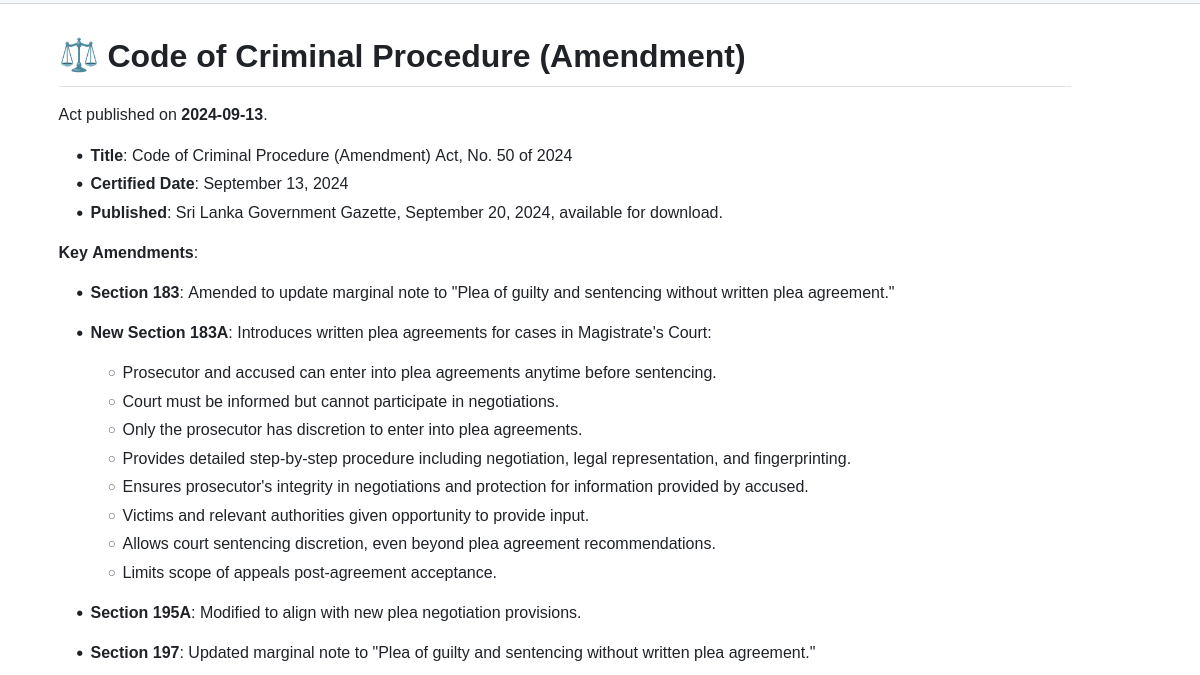 ⚖️ Code of Criminal Procedure (Amendment)
Act published on 2024-09-13.
• Title: Code of Criminal Procedure (Amendment) Act, No. 50 of 2024
• Certified Date: September 13, 2024
• Published: Sri Lanka Government Gazette, September 20, 2024, available for download.
Key Amendments:
• Section 183: Amended to update marginal note to "Plea of guilty and sentencing without written plea agreement."
• New Section 183A: Introduces written plea agreements for cases in Magistrate's Court:
○ Prosecutor and accused can enter into plea agreements anytime before sentencing.
○ Court must be informed but cannot participate in negotiations.
○ Only the prosecutor has discretion to enter into plea agreements.
○ Provides detailed step-by-step procedure including negotiation, legal representation, and fingerprinting.
○ Ensures prosecutor's integrity in negotiations and protection for information provided by accused.
○ Victims and relevant authorities given opportunity to provide input.
○ Allows court sentencing discretion, even beyond plea agreement recommendations.
○ Limits scope of appeals post-agreement acceptance.
• Section 195A: Modified to align with new plea negotiation provisions.
• Section 197: Updated marginal note to "Plea of guilty and sentencing without written plea agreement."